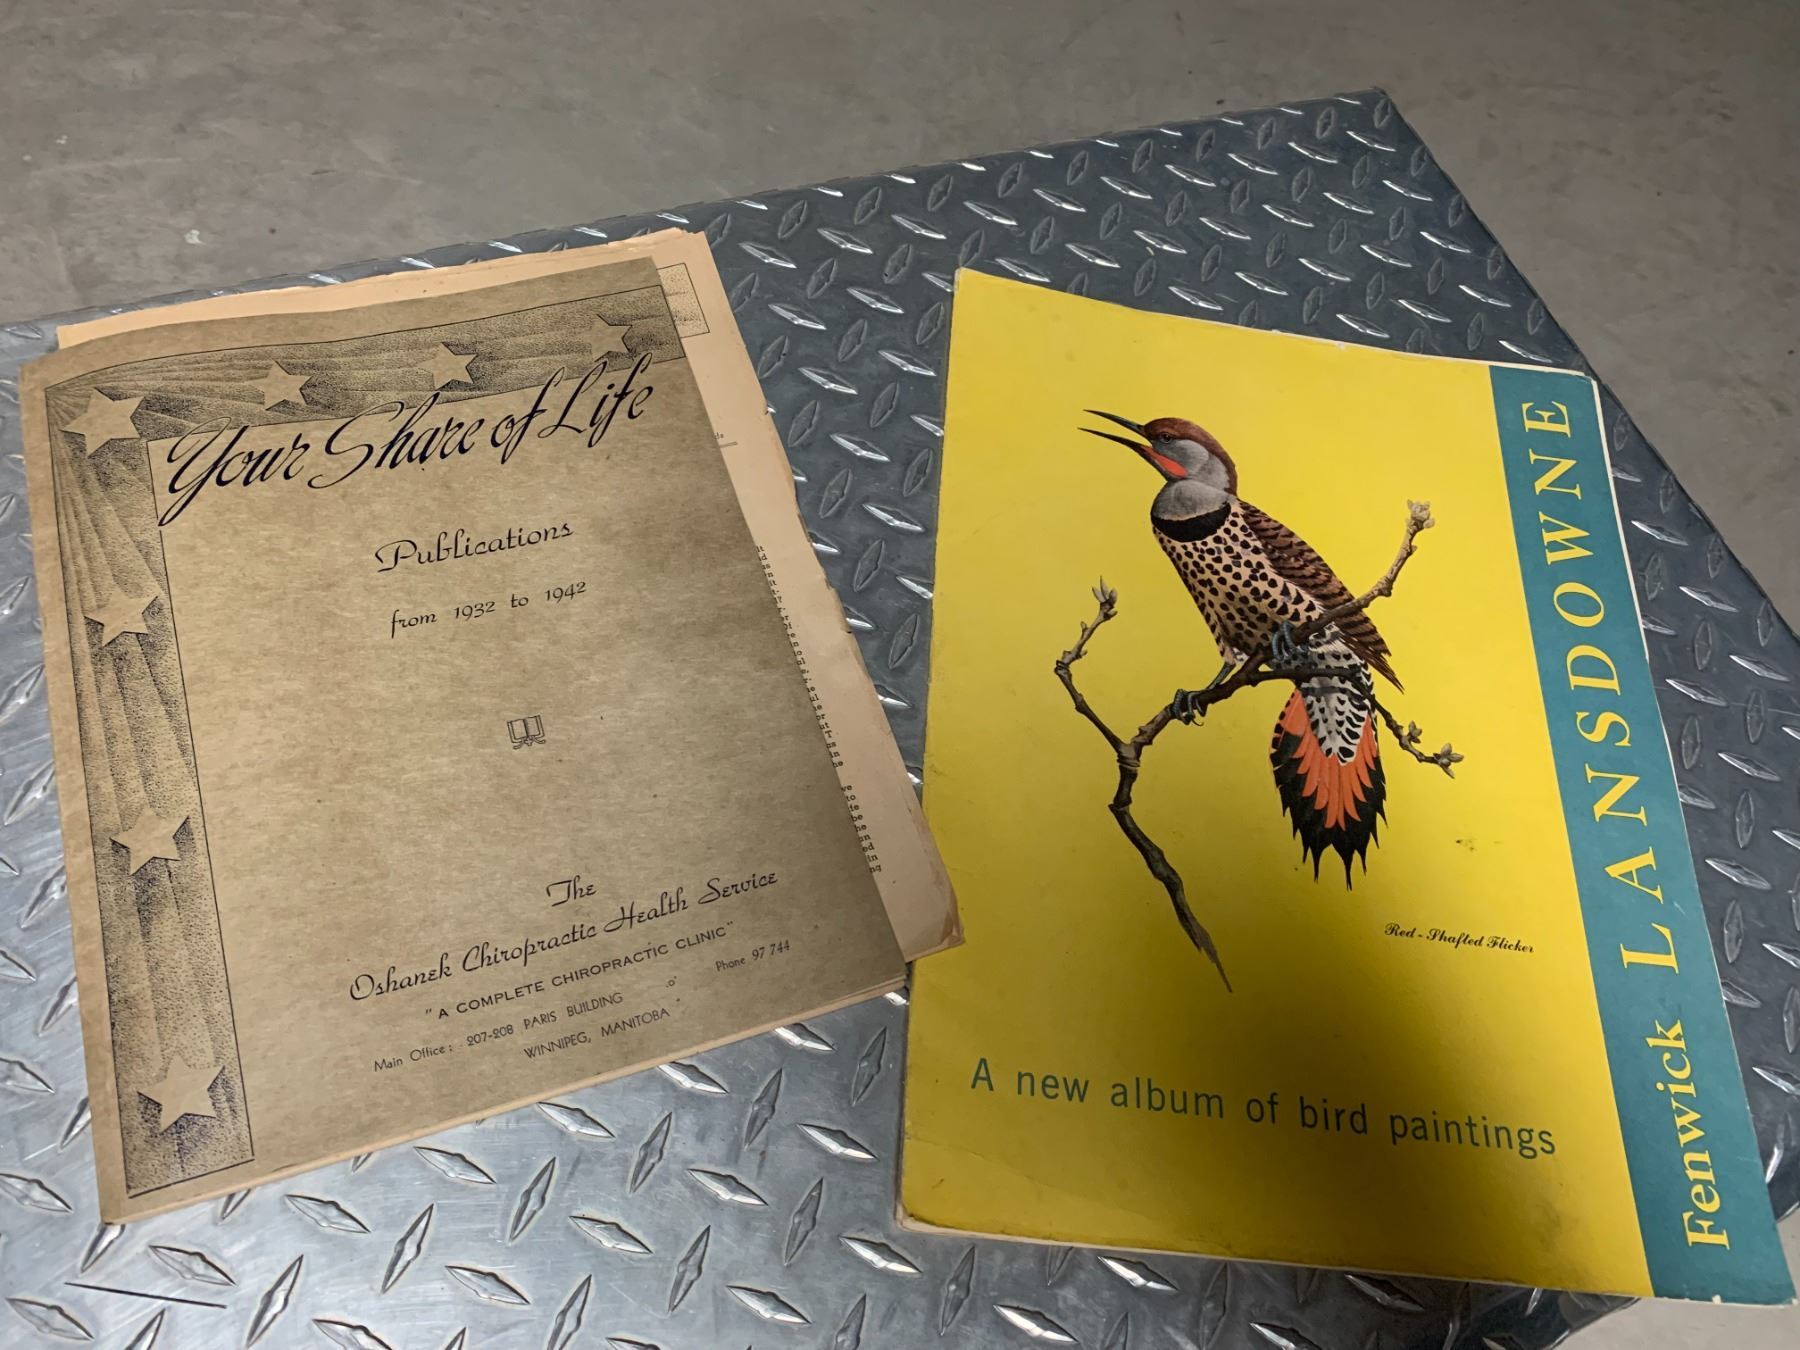 Your Share of Life
Publications
from 1932 to 1942
The
Oshanek Chiropractic Health Service
"A COMPLETE CHIROPRACTIC CLINIC"
Main Office: 207-208 PARIS BUILDING Phone 97 744
WINNIPEG, MANITOBA
Fenwick LANSDOWNE
Red-Shafted Flicker
A new album of bird paintings